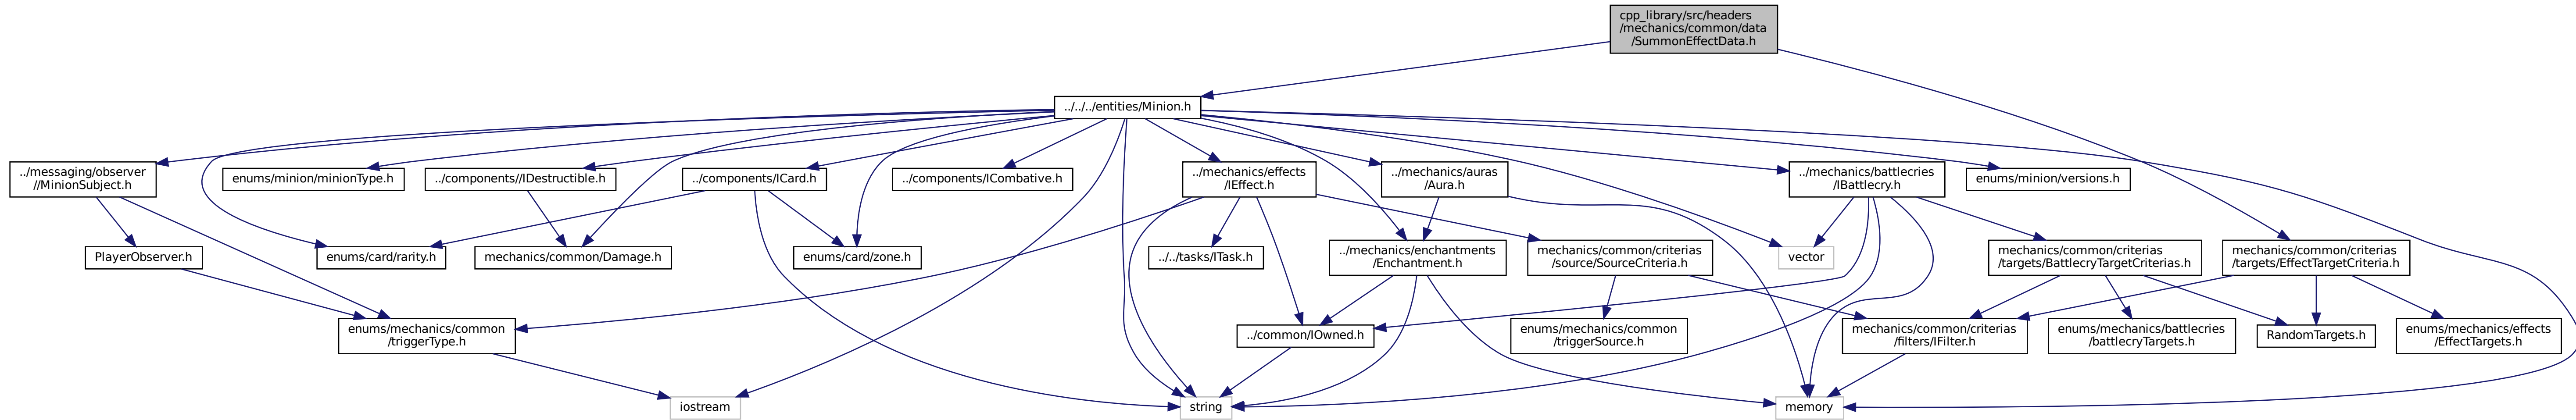 cpp_library/src/headers
/mechanics/common/data
/SummonEffectData.h
../../../entities/Minion.h
../messaging/observer
//MinionSubject.h
enums/minion/minionType.h
../components//IDestructible.h
../components/ICard.h
../components/ICombative.h
../mechanics/effects
/IEffect.h
../mechanics/auras
/Aura.h
../mechanics/battlecries
/IBattlecry.h
enums/minion/versions.h
PlayerObserver.h
enums/card/rarity.h
mechanics/common/Damage.h
enums/card/zone.h
../../tasks/ITask.h
../mechanics/enchantments
/Enchantment.h
mechanics/common/criterias
/source/SourceCriteria.h
vector
mechanics/common/criterias
/targets/BattlecryTargetCriterias.h
mechanics/common/criterias
/targets/EffectTargetCriteria.h
enums/mechanics/common
/triggerType.h
../common/IOwned.h
enums/mechanics/common
/triggerSource.h
mechanics/common/criterias
/filters/IFilter.h
enums/mechanics/battlecries
/battlecryTargets.h
RandomTargets.h
enums/mechanics/effects
/EffectTargets.h
iostream
string
memory